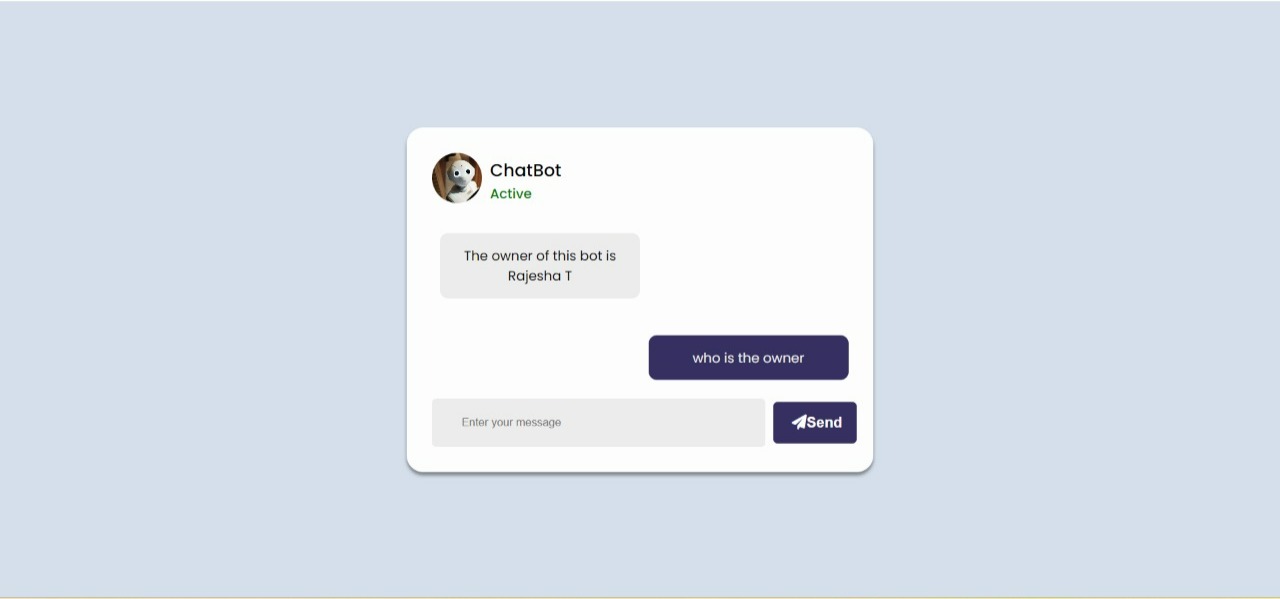 ChatBot
Active
The owner of this bot is
Rajesha T
who is the owner
Enter your message
Send